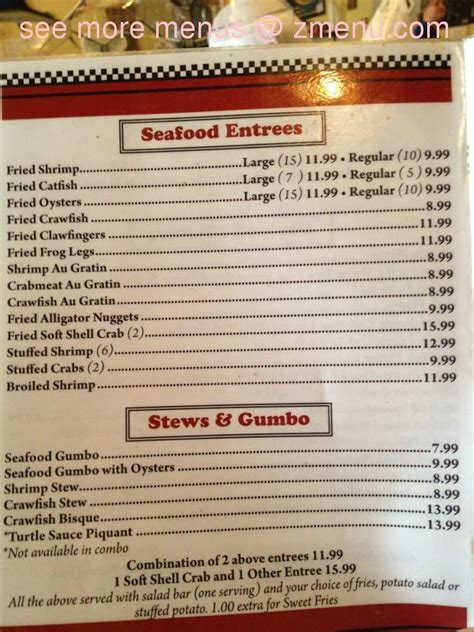 see more menus @ zmenu.com
Seafood Entrees
Fried Shrimp....Large (15) 11.99 • Regular (10) 9.99
Fried Catfish....Large ( 7 ) 11.99 • Regular ( 5 ) 9.99
Fried Oysters....Large (15) 11.99 • Regular (10) 9.99
Fried Crawfish....8.99
Fried Clawfingers....11.99
Fried Frog Legs....11.99
Shrimp Au Gratin....8.99
Crabmeat Au Gratin....8.99
Crawfish Au Gratin....8.99
Fried Alligator Nuggets....9.99
Fried Soft Shell Crab (2)....15.99
Stuffed Shrimp (6)....12.99
Stuffed Crabs (2)....9.99
Broiled Shrimp....11.99
Stews & Gumbo
Seafood Gumbo....7.99
Seafood Gumbo with Oysters....9.99
Shrimp Stew....8.99
Crawfish Stew....8.99
Crawfish Bisque....13.99
*Turtle Sauce Piquant....13.99
*Not available in combo
Combination of 2 above entrees 11.99
1 Soft Shell Crab and 1 Other Entree 15.99
All the above served with salad bar (one serving) and your choice of fries, potato salad or
stuffed potato. 1.00 extra for Sweet Fries